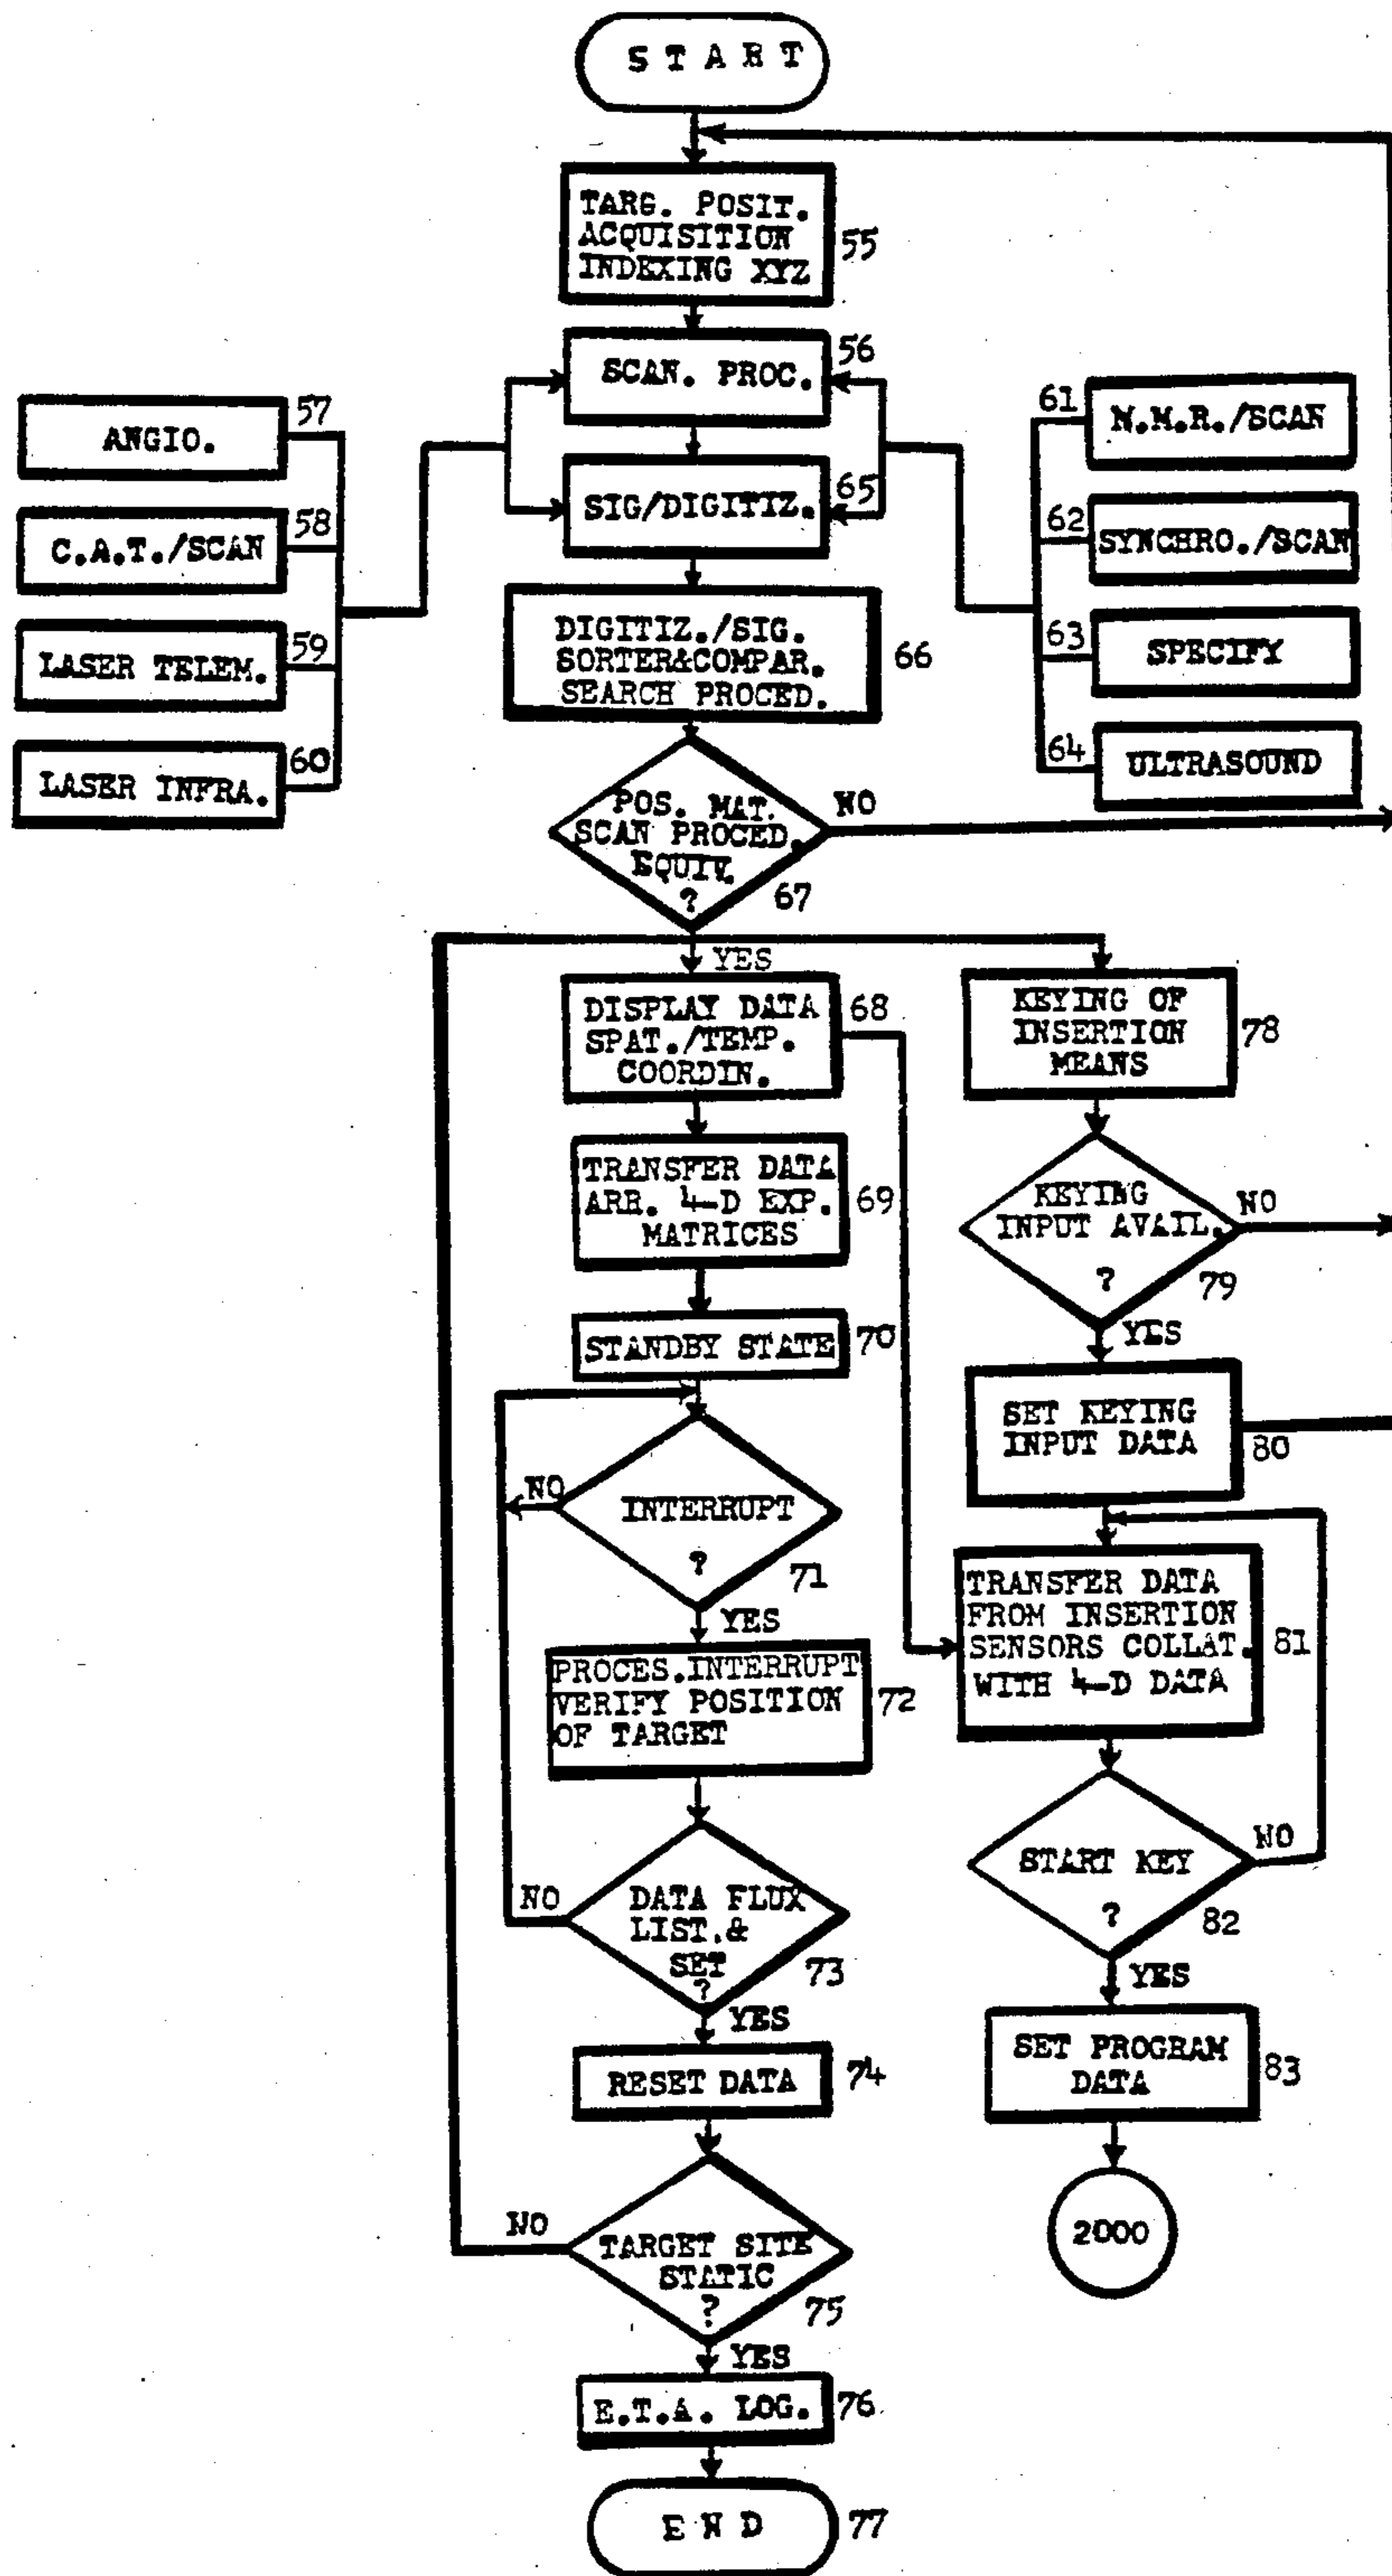 START
TARG. POSIT.
ACQUISITION
INDEXING XYZ
55
SCAN. PROC.
56
SIG/DIGITIZ.
65
ANGIO.
57
C.A.T./SCAN
58
LASER TELEM.
59
LASER INFRA.
60
61
N.M.R./SCAN
62
SYNCHRO./SCAN
63
SPECIFY
64
ULTRASOUND
DIGITIZ./SIG.
SORTER&COMPAR.
SEARCH PROCED.
66
POS. MAT.
SCAN PROCED.
EQUIV.
?
67
NO
YES
DISPLAY DATA
SPAT./TEMP.
COORDIN.
68
TRANSFER DATA
ARR. 4-D EXP.
MATRICES
69
STANDBY STATE
70
INTERRUPT
?
71
NO
YES
PROCES.INTERRUPT
VERIFY POSITION
OF TARGET
72
DATA FLUX
LIST.&
SET
?
73
NO
YES
RESET DATA
74
TARGET SITE
STATIC
?
75
NO
YES
E.T.A. LOG.
76
END
77
KEYING OF
INSERTION
MEANS
78
KEYING
INPUT AVAIL.
?
79
NO
YES
SET KEYING
INPUT DATA
80
TRANSFER DATA
FROM INSERTION
SENSORS COLLAT.
WITH 4-D DATA
81
START KEY
?
82
NO
YES
SET PROGRAM
DATA
83
2000